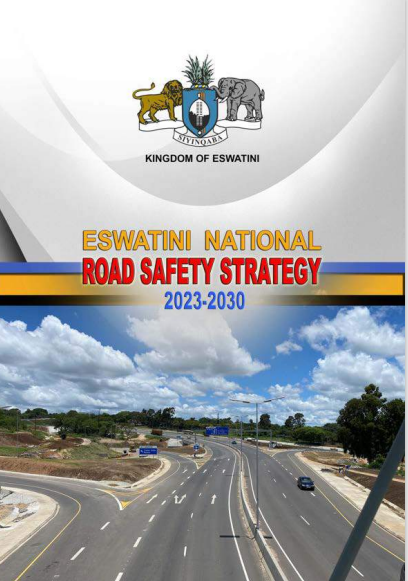 SIYINQABA
KINGDOM OF ESWATINI
ESWATINI NATIONAL
ROAD SAFETY STRATEGY
2023-2030